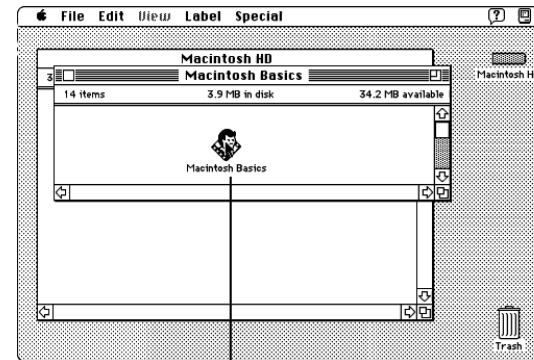 File Edit View Label Special
Macintosh HD
3
Macintosh Basics
14 items 3.9 MB in disk 34.2 MB available
Macintosh Basics
Macintosh H
Trash